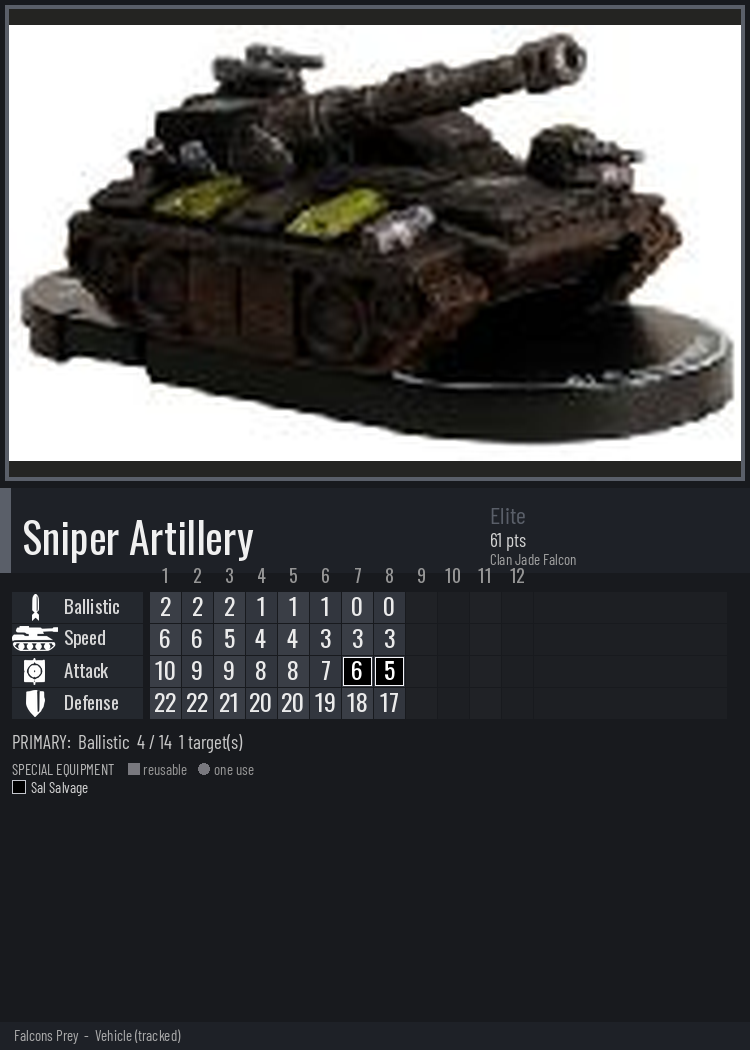 Sniper Artillery
Elite
61 pts
Clan Jade Falcon
1 2 3 4 5 6 7 8 9 10 11 12
Ballistic 2 2 2 1 1 1 0 0
Speed 6 6 5 4 4 3 3 3
Attack 10 9 9 8 8 7 6 5
Defense 22 22 21 20 20 19 18 17
PRIMARY: Ballistic 4 / 14 1 target(s)
SPECIAL EQUIPMENT reusable one use
Sal Salvage
Falcons Prey - Vehicle (tracked)